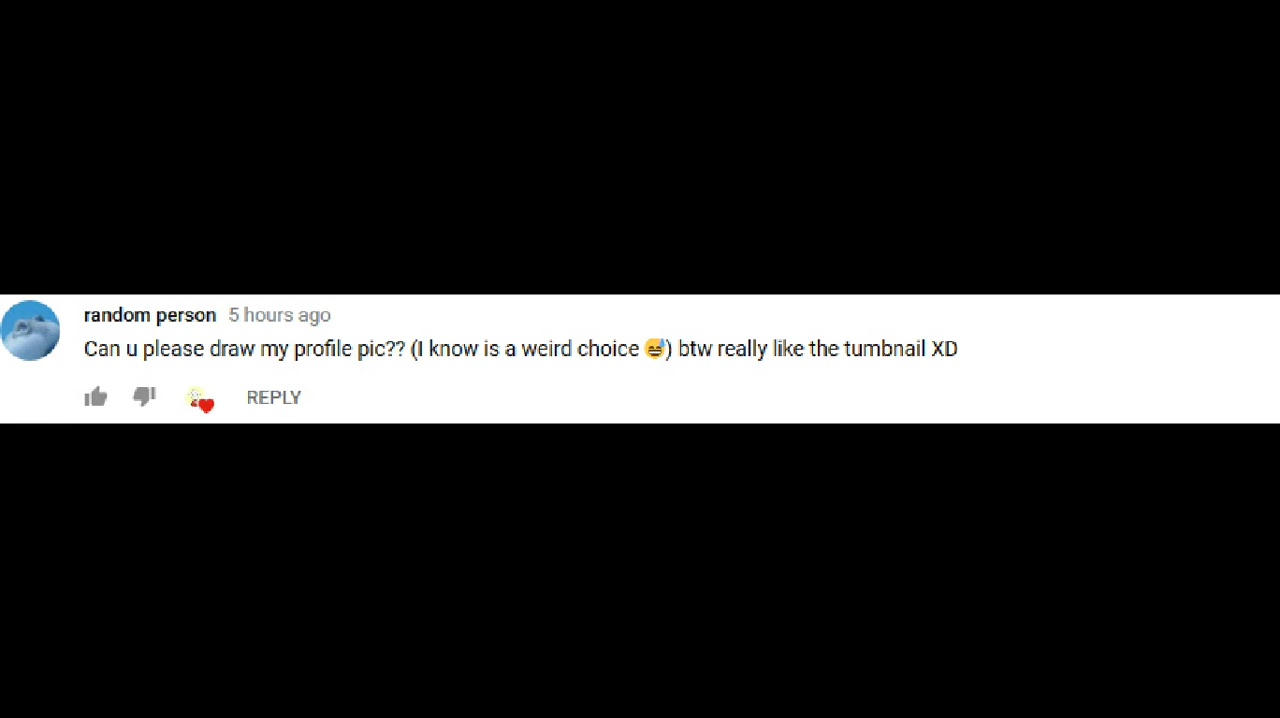 random person 5 hours ago
Can u please draw my profile pic?? (I know is a weird choice 😅) btw really like the tumbnail XD
REPLY